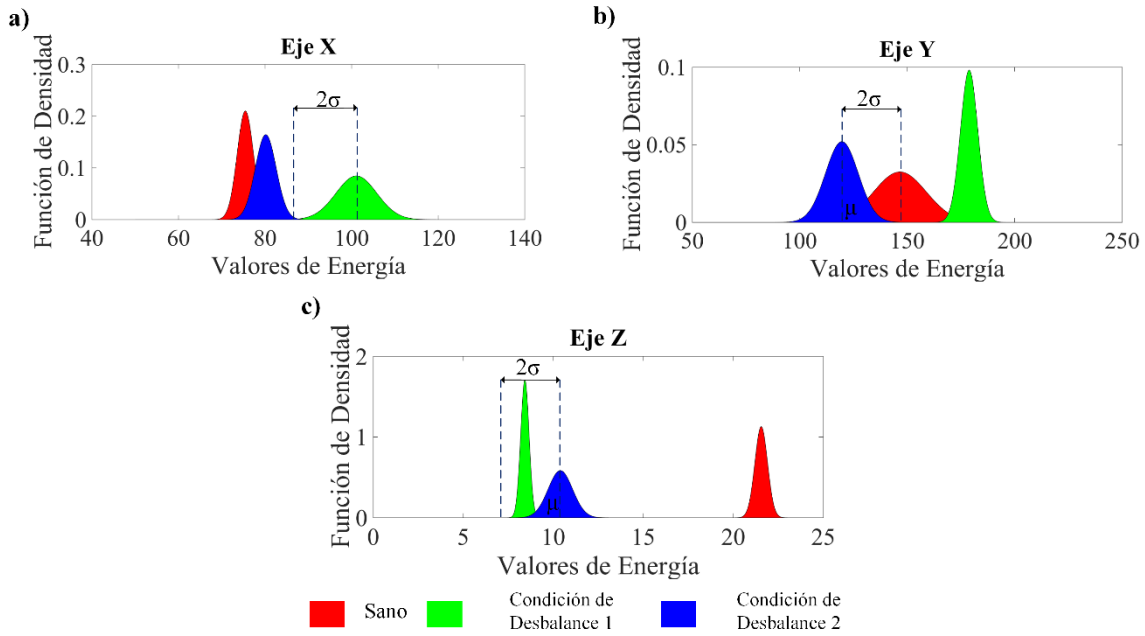 a)
Eje X
Función de Densidad
0.3
0.2
0.1
0
2σ
40 60 80 100 120 140
Valores de Energía
b)
Eje Y
Función de Densidad
0.1
0.05
0
2σ
μ
50 100 150 200 250
Valores de Energía
c)
Eje Z
Función de Densidad
2
1
0
2σ
μ
0 5 10 15 20 25
Valores de Energía
Sano
Condición de
Desbalance 1
Condición de
Desbalance 2